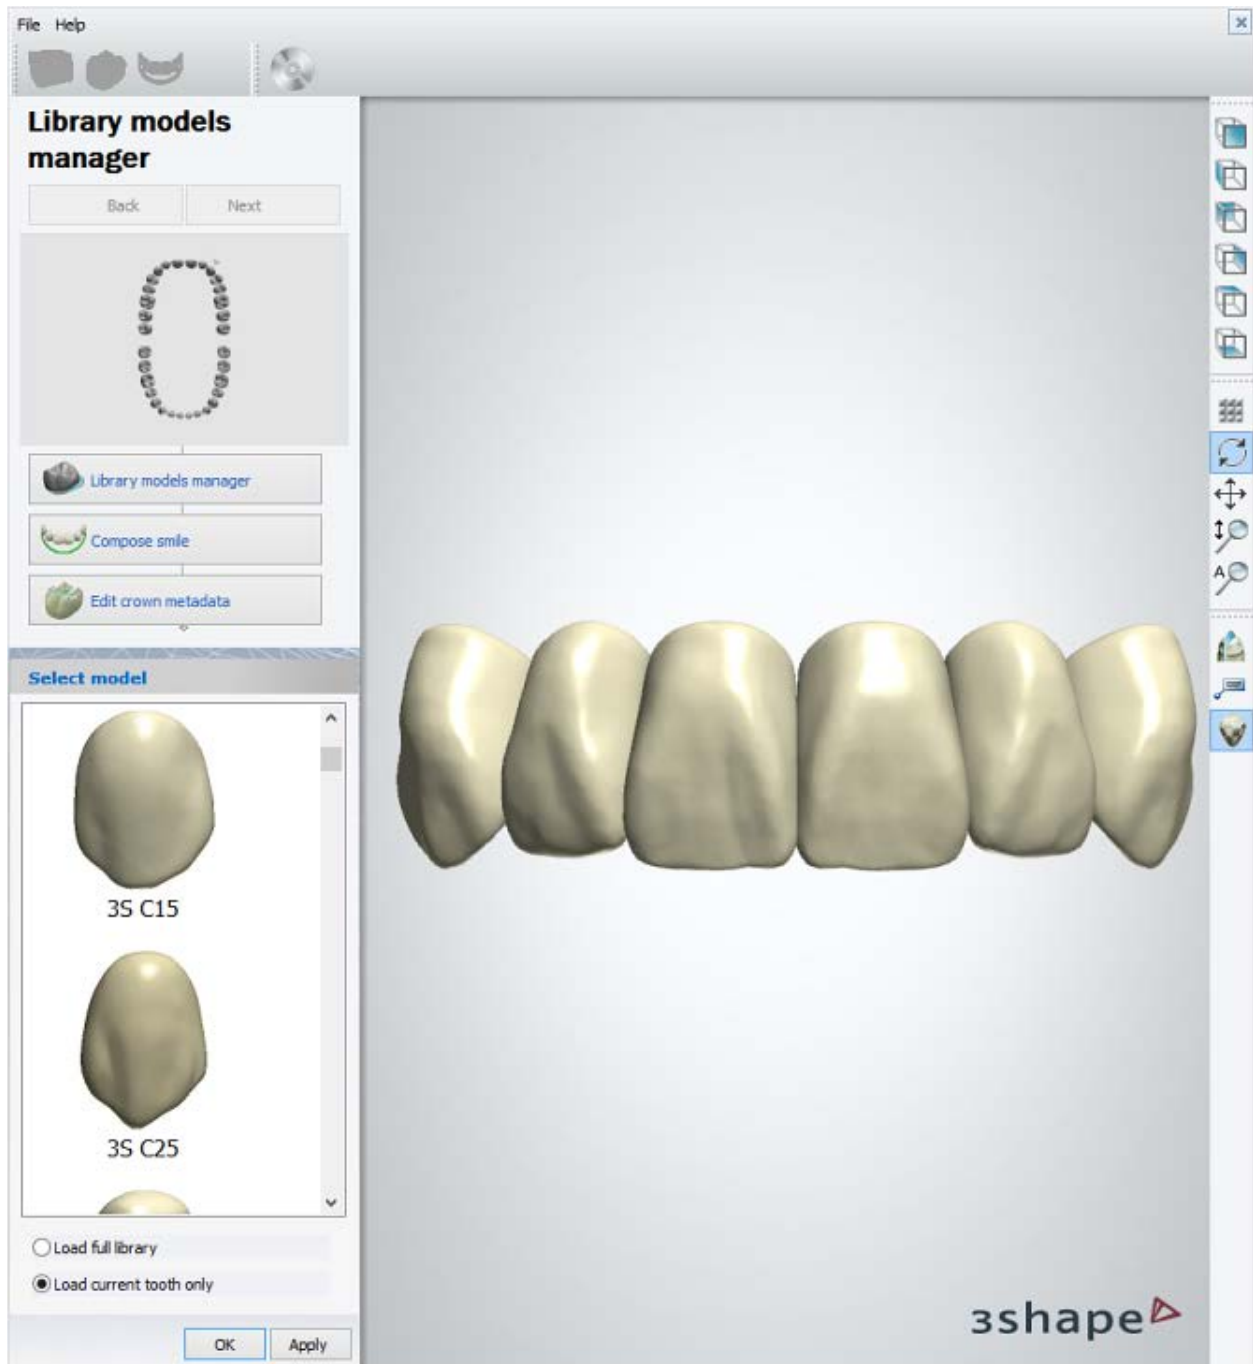 File Help
Library models
manager
Back Next
Library models manager
Compose smile
Edit crown metadata
Select model
3S C15
3S C25
Load full library
Load current tooth only
OK Apply
A
3shape